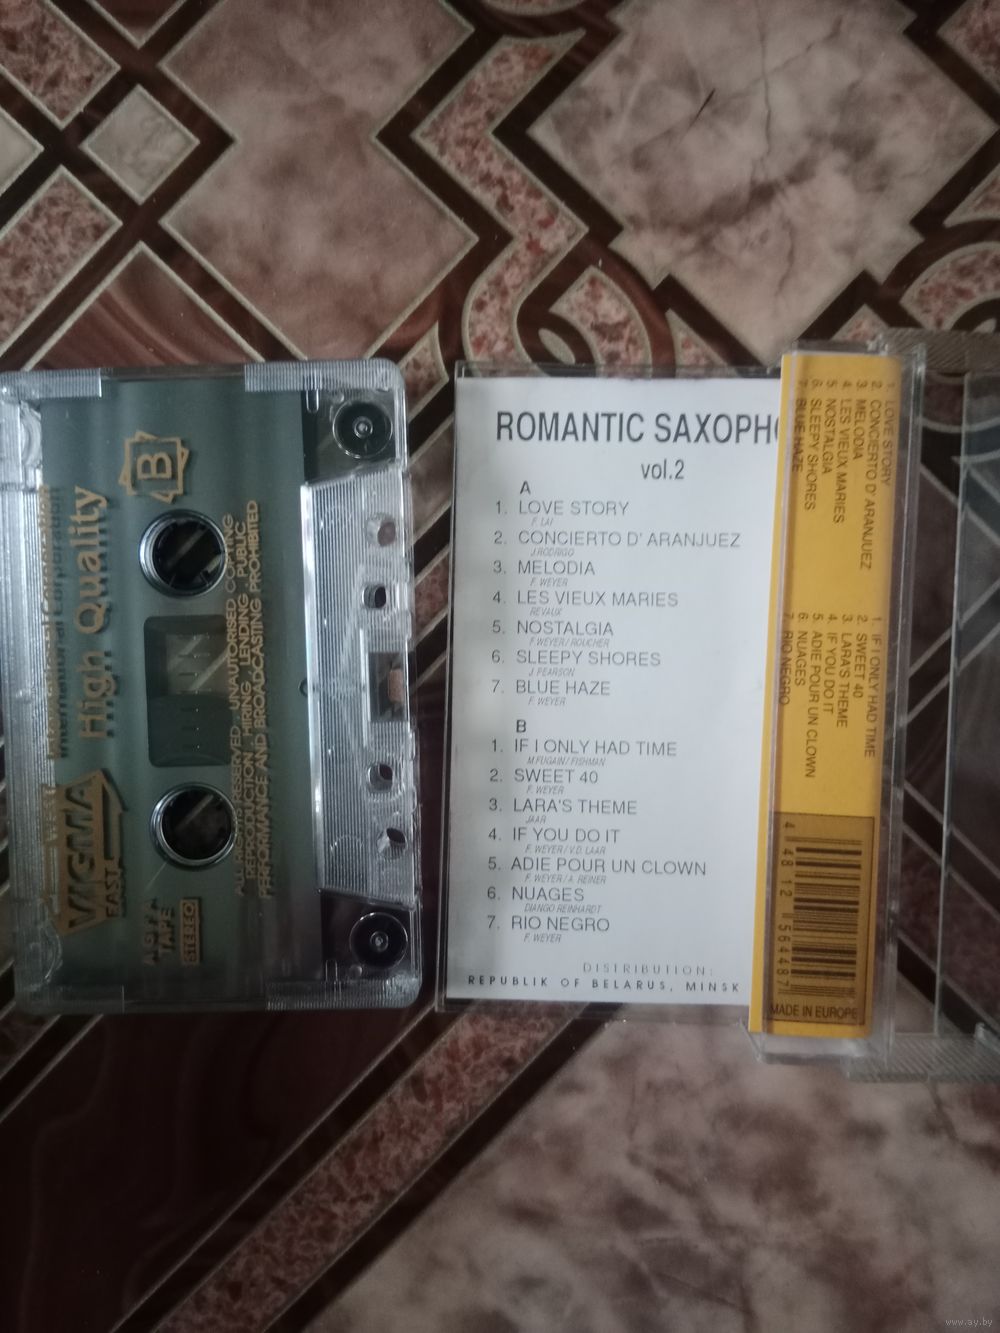 B
High Quality
International Corporation
WEST
VIGMA
EAST
TAPE
STEREO
ALL RIGHTS RESERVED. UNAUTORISED COPYING
REPRODUCTION, HIRING, LENDING PUBLIC
PERFORMANCE AND BROADCASTING PROHIBITED
ROMANTIC SAXOPHO
vol.2
A
1. LOVE STORY
F. LAI
2. CONCIERTO D' ARANJUEZ
J.RODRIGO
3. MELODIA
F. WEYER
4. LES VIEUX MARIES
REVAUX
5. NOSTALGIA
F.WEYER/ ROUCHER
6. SLEEPY SHORES
J. PEARSON
7. BLUE HAZE
F. WEYER
B
1. IF I ONLY HAD TIME
M.FUGAIN/ FISHMAN
2. SWEET 40
F. WEYER
3. LARA'S THEME
JAAR
4. IF YOU DO IT
F. WEYER/ V.D. LAAR
5. ADIE POUR UN CLOWN
F. WEYER/ A. REINER
6. NUAGES
DJANGO REINHARDT
7. RIO NEGRO
F. WEYER
DISTRIBUTION:
REPUBLIK OF BELARUS, MINSK
1. LOVE STORY
2. CONCIERTO D' ARANJUEZ
3. MELODIA
4. LES VIEUX MARIES
5. NOSTALGIA
6. SLEEPY SHORES
7. BLUE HAZE
1. IF I ONLY HAD TIME
2. SWEET 40
3. LARA'S THEME
4. IF YOU DO IT
5. ADIE POUR UN CLOWN
6. NUAGES
7. RIO NEGRO
4 48 12 15644871
MADE IN EUROPE
www.ay.by